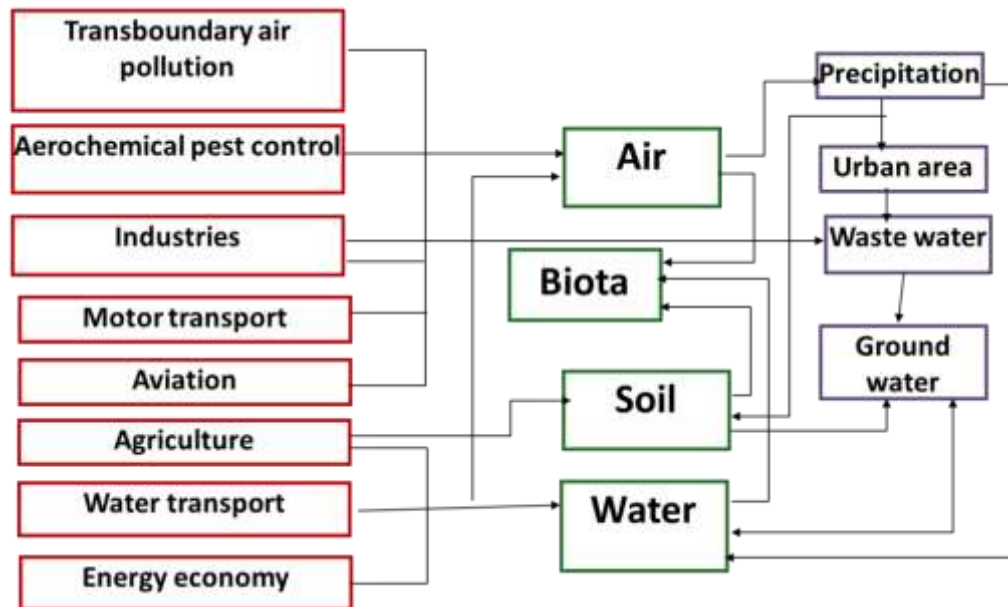 Transboundary air
pollution
Aerochemical pest control
Industries
Motor transport
Aviation
Agriculture
Water transport
Energy economy
Air
Biota
Soil
Water
Precipitation
Urban area
Waste water
Ground
water